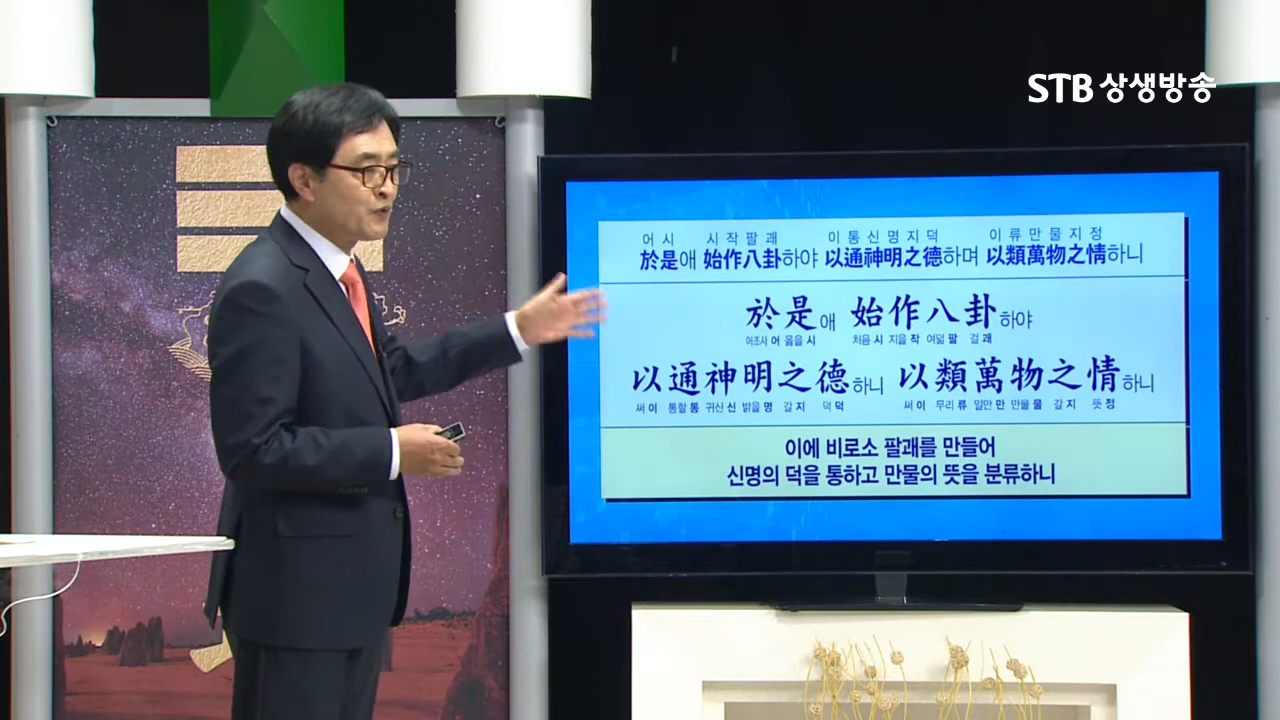 STB 상생방송
어 시 시 작 팔 괘 이 통 신 명 지 덕 이 류 만 물 지 정
於是애 始作八卦하야 以通神明之德하며 以類萬物之情하니
於是애 始作八卦하야
어조사 어 옳을 시 처음 시 지을 작 여덟 팔 걸 괘
以通神明之德하니 以類萬物之情하니
써 이 통할 통 귀신 신 밝을 명 갈 지 덕 덕 써 이 무리 류 일만 만 만물 물 갈 지 뜻 정
이에 비로소 팔괘를 만들어
신명의 덕을 통하고 만물의 뜻을 분류하니